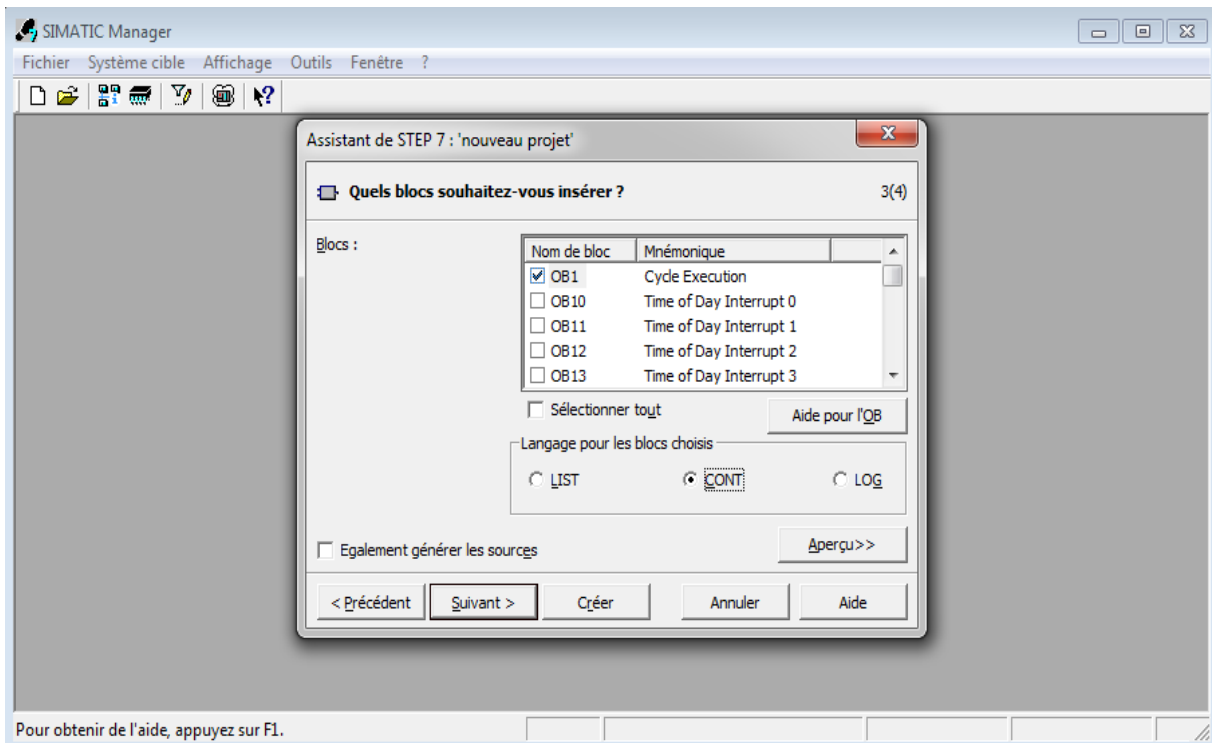 SIMATIC Manager
Fichier Système cible Affichage Outils Fenêtre ?
Assistant de STEP 7 : 'nouveau projet'
Quels blocs souhaitez-vous insérer ? 3(4)
Blocs :
Nom de bloc Mnémonique
OB1 Cycle Execution
OB10 Time of Day Interrupt 0
OB11 Time of Day Interrupt 1
OB12 Time of Day Interrupt 2
OB13 Time of Day Interrupt 3
Sélectionner tout Aide pour l'OB
Langage pour les blocs choisis
LIST CONT LOG
Egalement générer les sources Aperçu>>
< Précédent Suivant > Créer Annuler Aide
Pour obtenir de l'aide, appuyez sur F1.